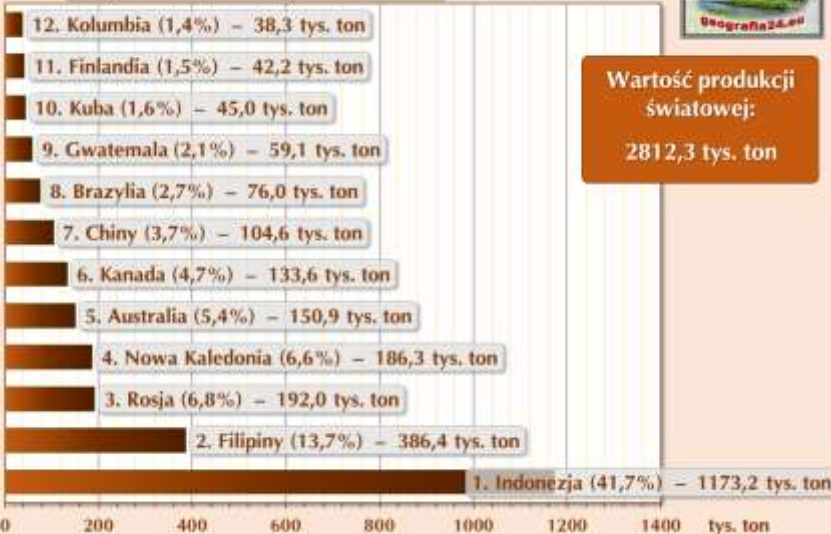 geografia24.eu
12. Kolumbia (1,4%) – 38,3 tys. ton
11. Finlandia (1,5%) – 42,2 tys. ton
10. Kuba (1,6%) – 45,0 tys. ton
9. Gwatemala (2,1%) – 59,1 tys. ton
8. Brazylia (2,7%) – 76,0 tys. ton
7. Chiny (3,7%) – 104,6 tys. ton
6. Kanada (4,7%) – 133,6 tys. ton
5. Australia (5,4%) – 150,9 tys. ton
4. Nowa Kaledonia (6,6%) – 186,3 tys. ton
3. Rosja (6,8%) – 192,0 tys. ton
2. Filipiny (13,7%) – 386,4 tys. ton
1. Indonezja (41,7%) – 1173,2 tys. ton
Wartość produkcji
światowej:
2812,3 tys. ton
0 200 400 600 800 1000 1200 1400 tys. ton